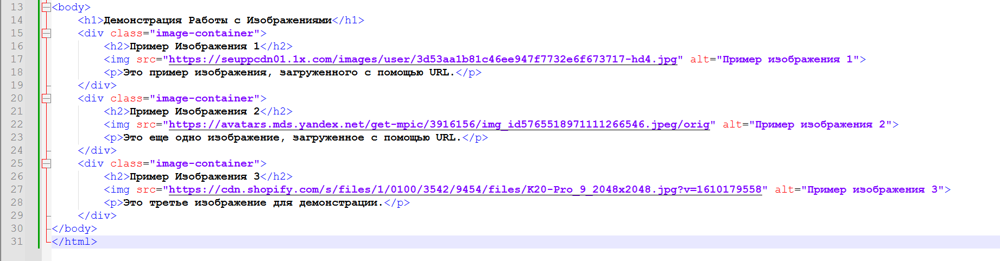 13 <body>
14 <h1>Демонстрация Работы с Изображениями</h1>
15 <div class="image-container">
16 <h2>Пример Изображения 1</h2>
17 <img src="https://seuppcdn01.1x.com/images/user/3d53aa1b81c46ee947f7732e6f673717-hd4.jpg" alt="Пример изображения 1">
18 <p>Это пример изображения, загруженного с помощью URL.</p>
19 </div>
20 <div class="image-container">
21 <h2>Пример Изображения 2</h2>
22 <img src="https://avatars.mds.yandex.net/get-mpic/3916156/img_id5765518971111266546.jpeg/orig" alt="Пример изображения 2">
23 <p>Это еще одно изображение, загруженное с помощью URL.</p>
24 </div>
25 <div class="image-container">
26 <h2>Пример Изображения 3</h2>
27 <img src="https://cdn.shopify.com/s/files/1/0100/3542/9454/files/K20-Pro_9_2048x2048.jpg?v=1610179558" alt="Пример изображения 3">
28 <p>Это третье изображение для демонстрации.</p>
29 </div>
30 </body>
31 </html>